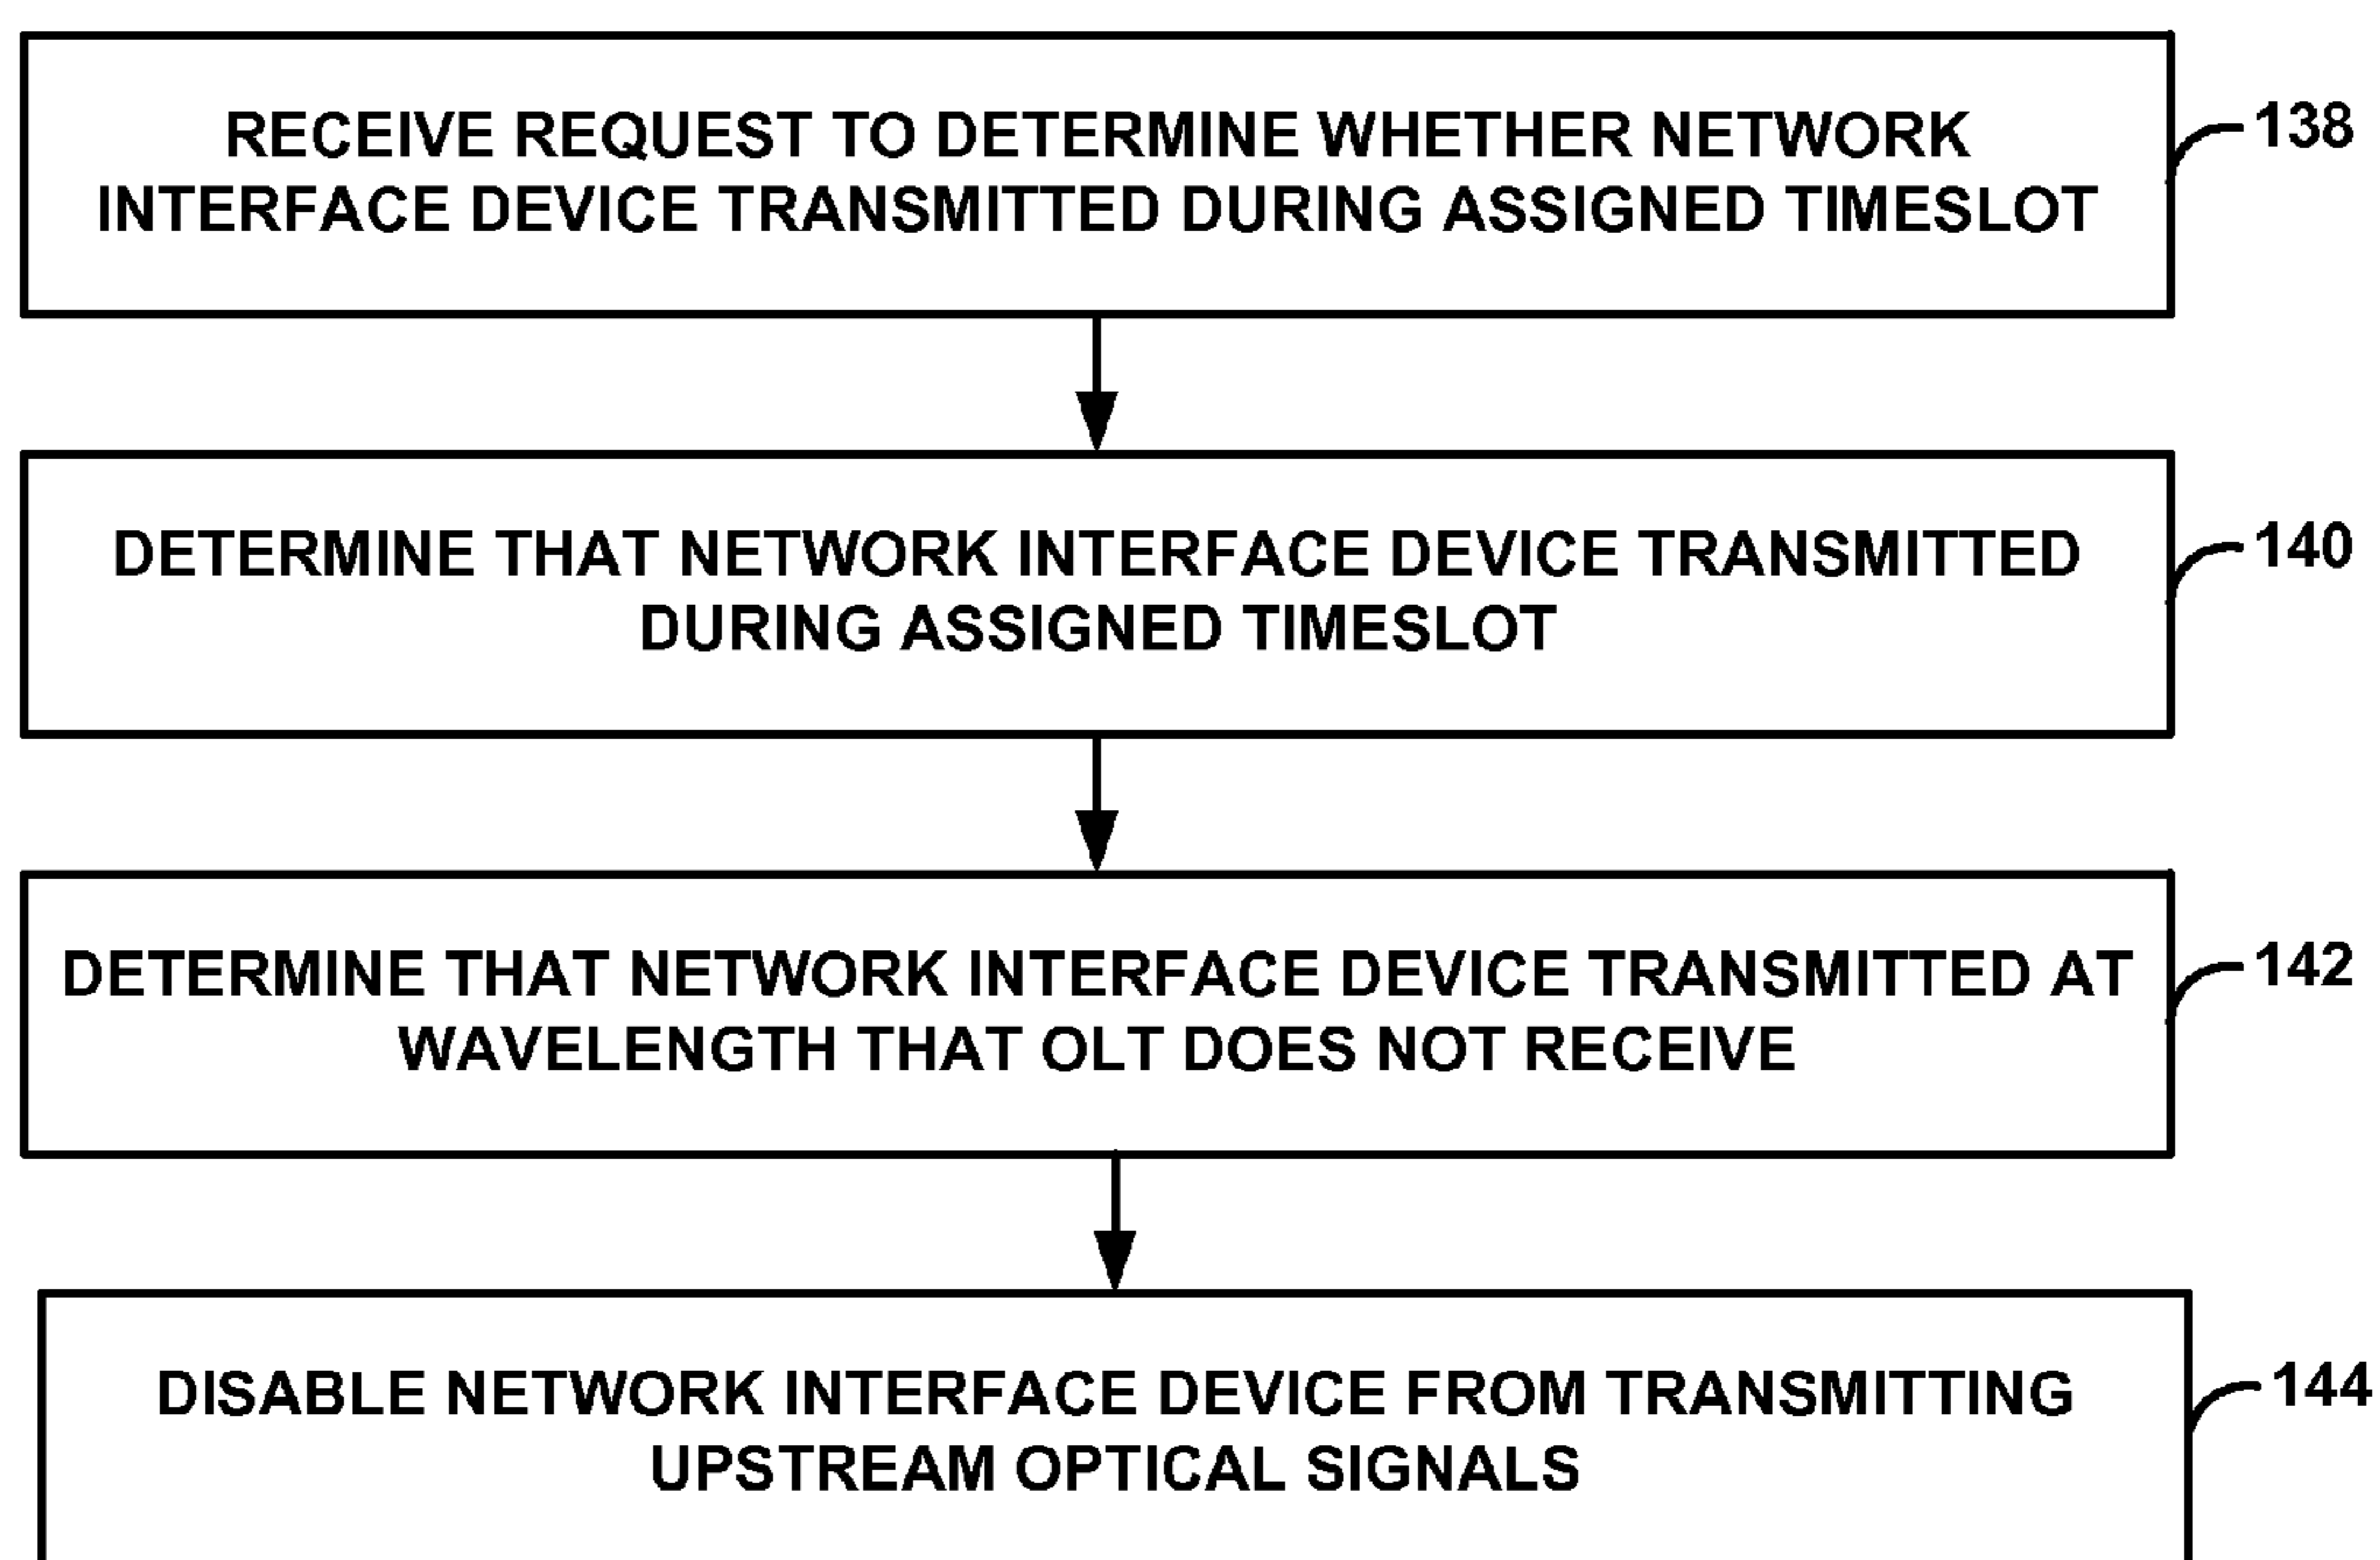 RECEIVE REQUEST TO DETERMINE WHETHER NETWORK
INTERFACE DEVICE TRANSMITTED DURING ASSIGNED TIMESLOT
138
DETERMINE THAT NETWORK INTERFACE DEVICE TRANSMITTED
DURING ASSIGNED TIMESLOT
140
DETERMINE THAT NETWORK INTERFACE DEVICE TRANSMITTED AT
WAVELENGTH THAT OLT DOES NOT RECEIVE
142
DISABLE NETWORK INTERFACE DEVICE FROM TRANSMITTING
UPSTREAM OPTICAL SIGNALS
144